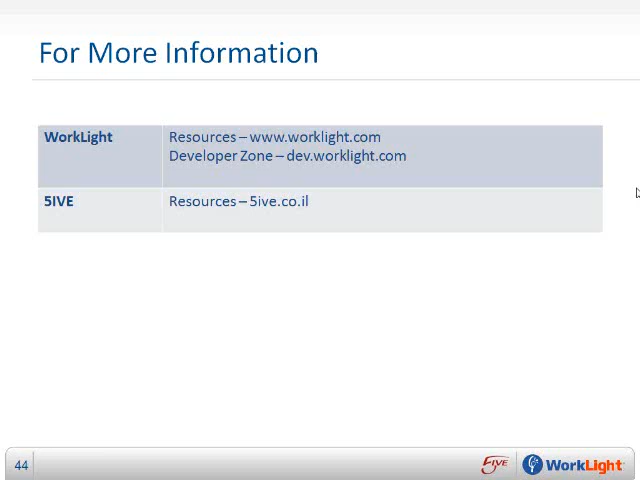 For More Information
WorkLight
Resources – www.worklight.com
Developer Zone – dev.worklight.com
5IVE
Resources – 5ive.co.il
44
5IVE
WorkLight